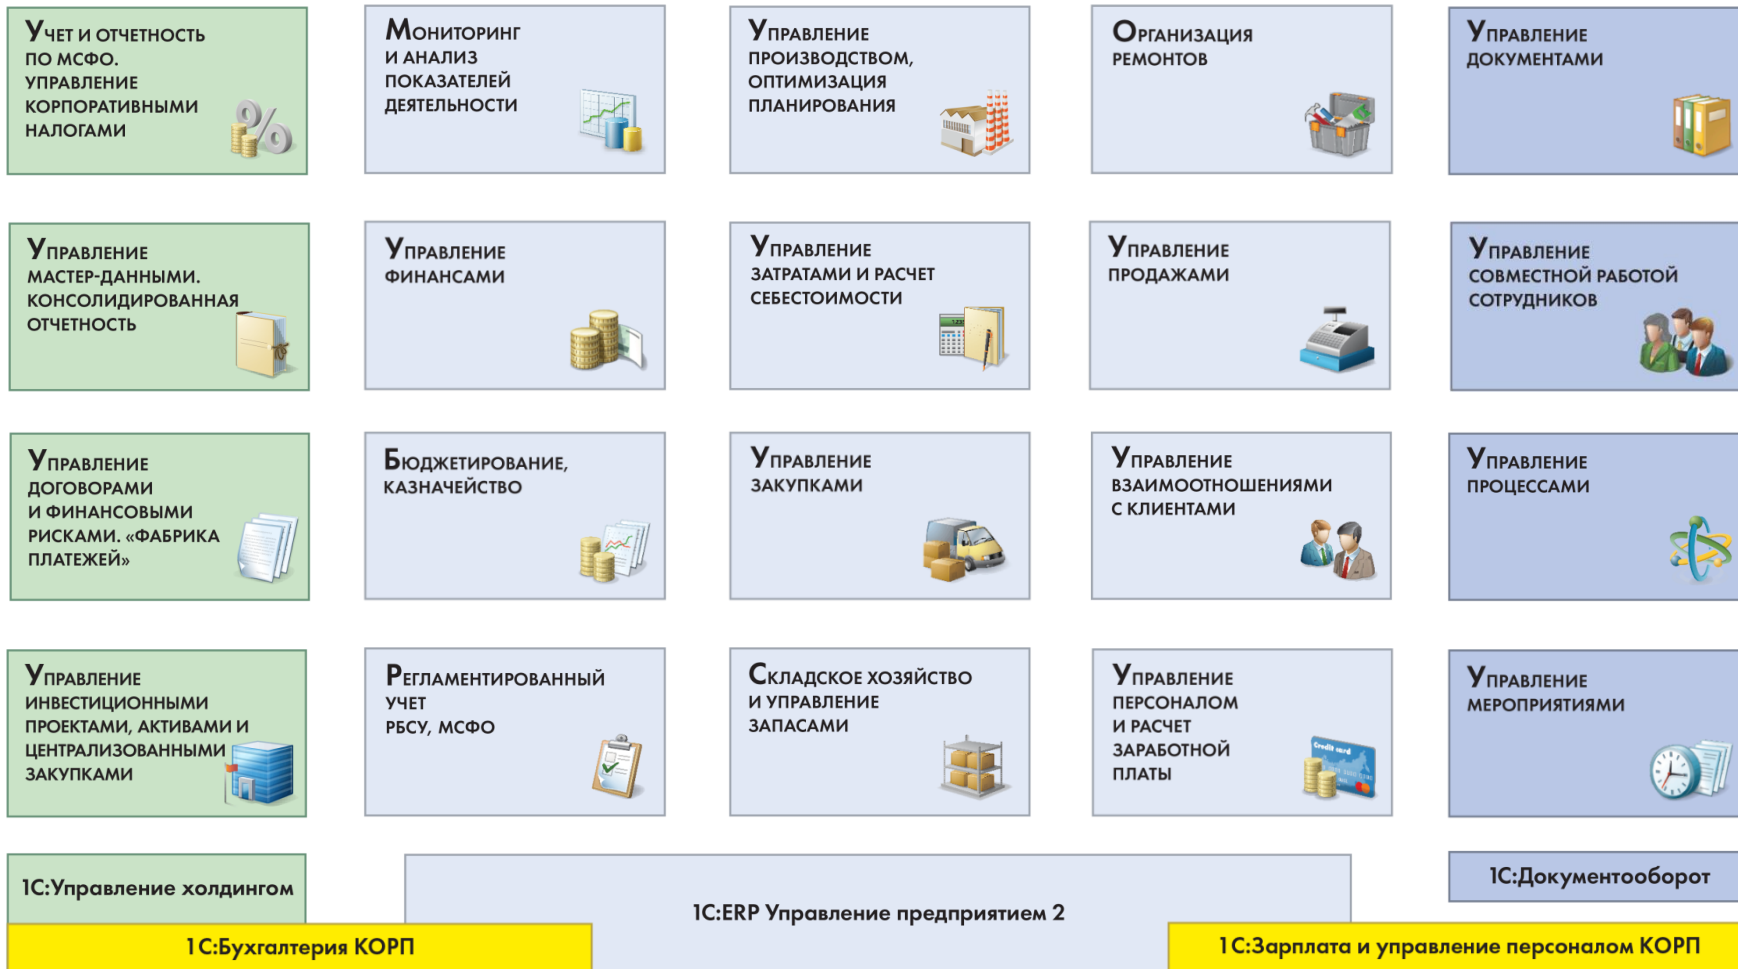 Учет и отчетность
по МСФО.
управление
корпоративными
налогами
Мониторинг
и анализ
показателей
деятельности
Управление
производством,
оптимизация
планирования
Организация
ремонтов
Управление
документами
Управление
мастер-данными.
консолидированная
отчетность
Управление
финансами
Управление
затратами и расчет
себестоимости
Управление
продажами
Управление
совместной работой
сотрудников
Управление
договорами
и финансовыми
рисками. «Фабрика
платежей»
Бюджетирование,
казначейство
Управление
закупками
Управление
взаимоотношениями
с клиентами
Управление
процессами
Управление
инвестиционными
проектами, активами и
централизованными
закупками
Регламентированный
учет
РБСУ, МСФО
Складское хозяйство
и управление
запасами
Управление
персоналом
и расчет
заработной
платы
Credit card
Управление
мероприятиями
1С:Управление холдингом
1С:ERP Управление предприятием 2
1С:Документооборот
1С:Бухгалтерия КОРП
1С:Зарплата и управление персоналом КОРП